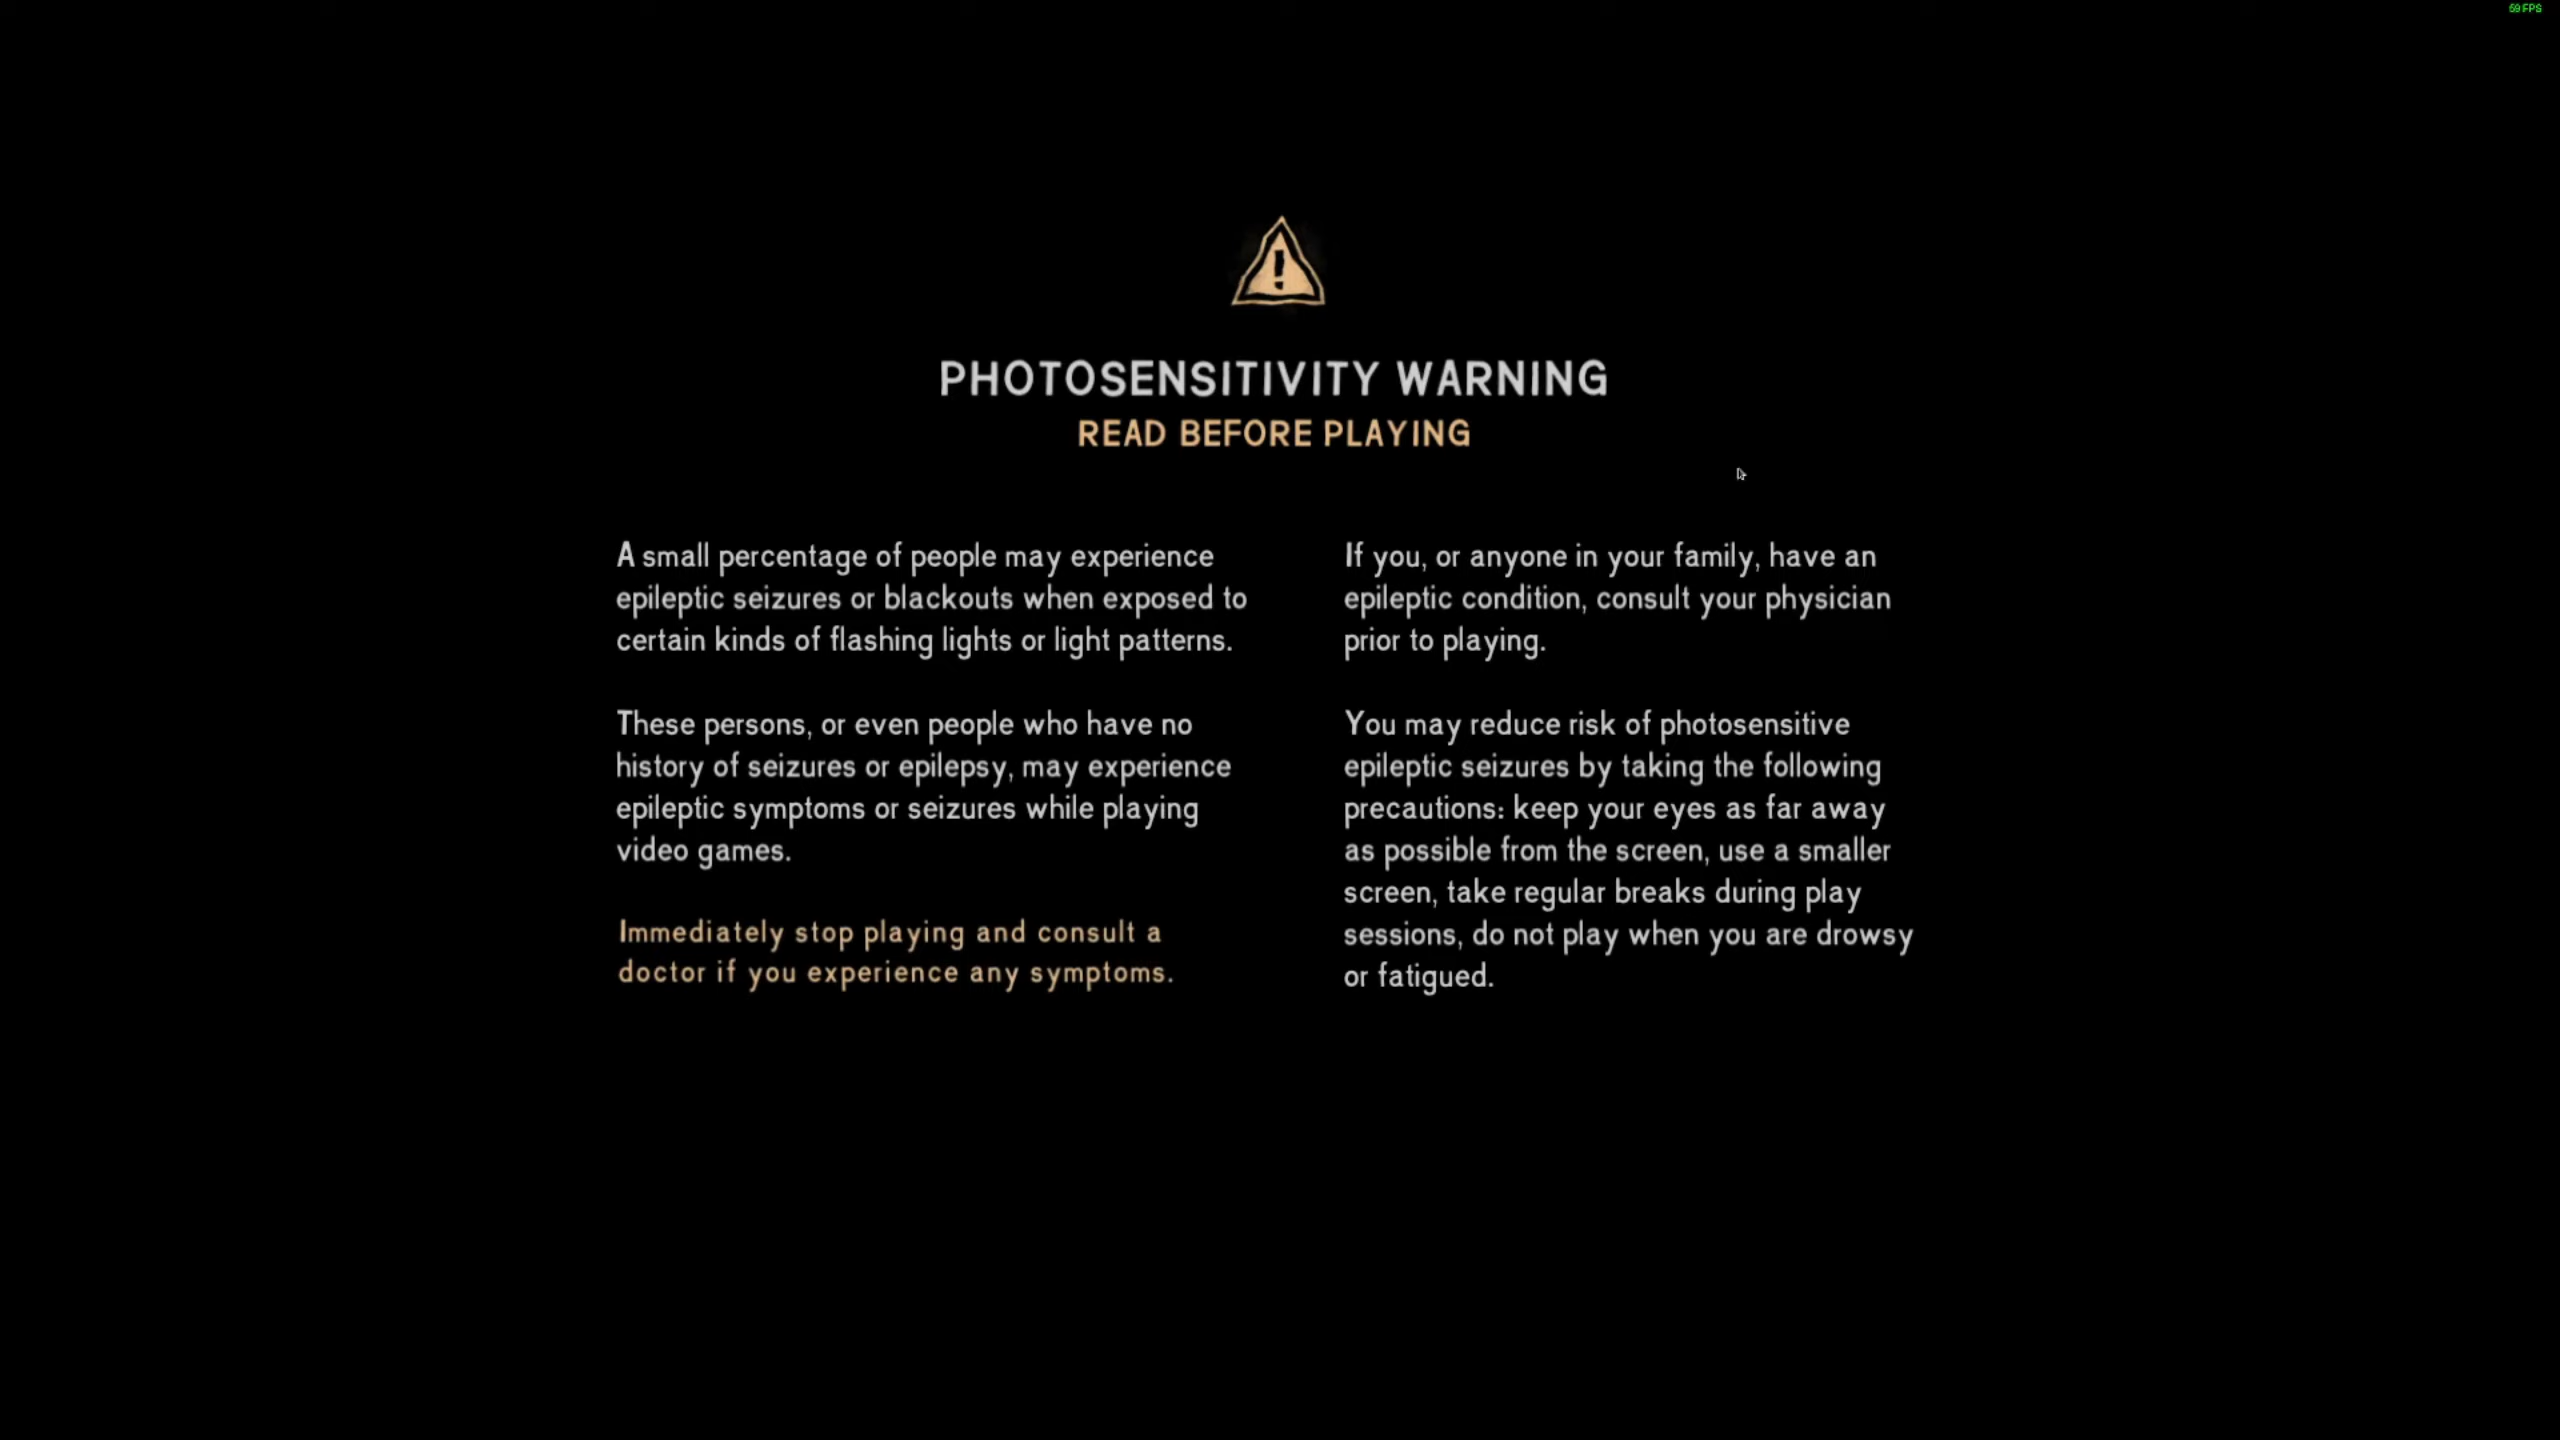 59 FPS
!
PHOTOSENSITIVITY WARNING
READ BEFORE PLAYING
A small percentage of people may experience
epileptic seizures or blackouts when exposed to
certain kinds of flashing lights or light patterns.
These persons, or even people who have no
history of seizures or epilepsy, may experience
epileptic symptoms or seizures while playing
video games.
Immediately stop playing and consult a
doctor if you experience any symptoms.
If you, or anyone in your family, have an
epileptic condition, consult your physician
prior to playing.
You may reduce risk of photosensitive
epileptic seizures by taking the following
precautions: keep your eyes as far away
as possible from the screen, use a smaller
screen, take regular breaks during play
sessions, do not play when you are drowsy
or fatigued.